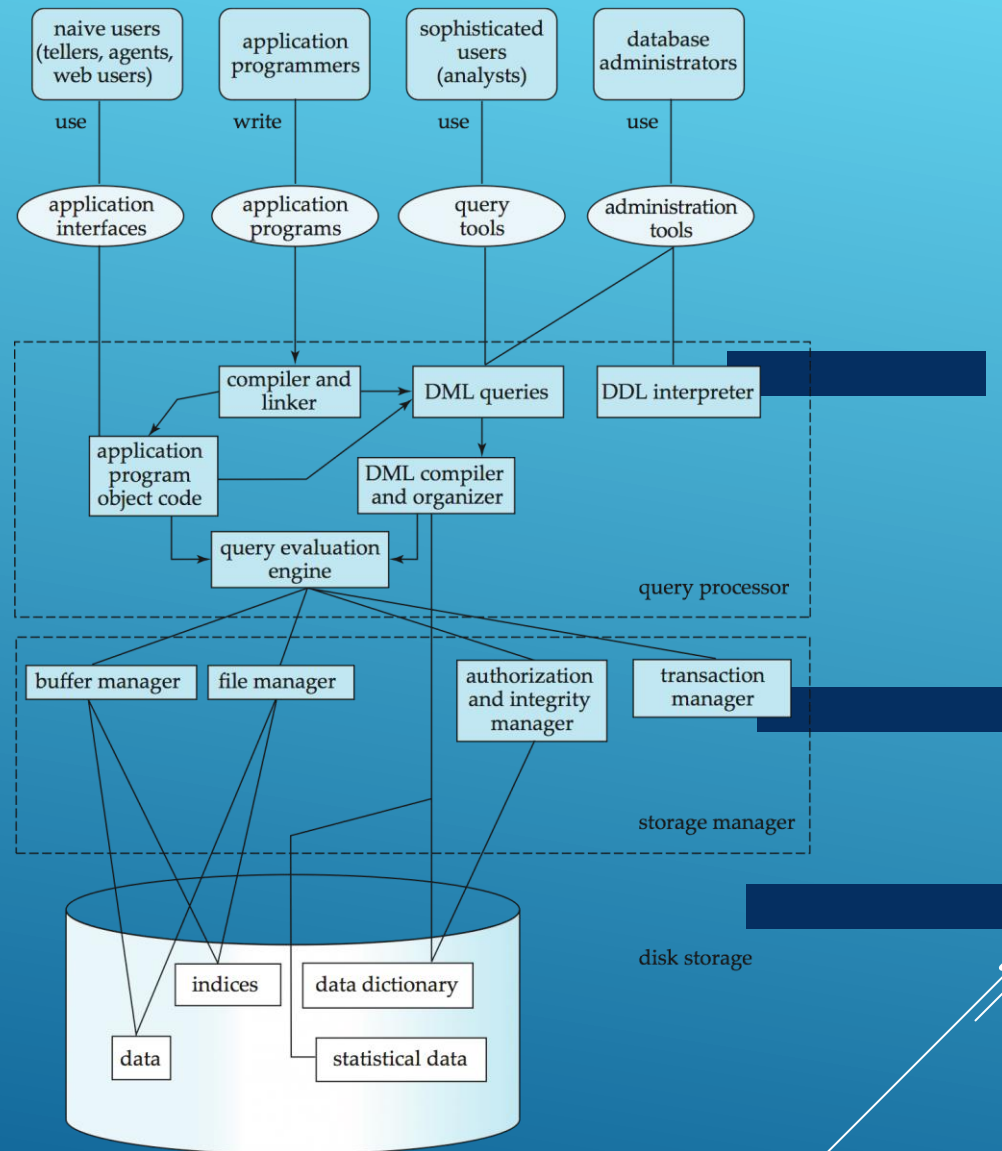 naive users
(tellers, agents,
web users)
application
programmers
sophisticated
users
(analysts)
database
administrators
use
write
use
use
application
interfaces
application
programs
query
tools
administration
tools
compiler and
linker
DML queries
DDL interpreter
application
program
object code
DML compiler
and organizer
query evaluation
engine
query processor
buffer manager
file manager
authorization
and integrity
manager
transaction
manager
storage manager
disk storage
indices
data dictionary
data
statistical data